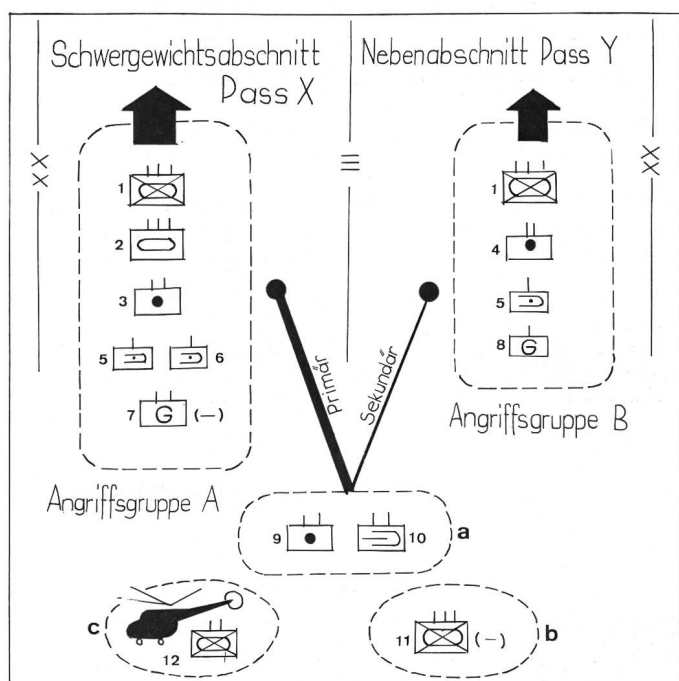 Schwergewichtsabschnitt
Pass X
Nebenabschnitt Pass Y
XX
III
XX
1
2
3
5
6
7 G (–)
Angriffsgruppe A
1
4
5
8 G
Angriffsgruppe B
Primär
Sekundär
9
10
a
c
12
11 (–)
b